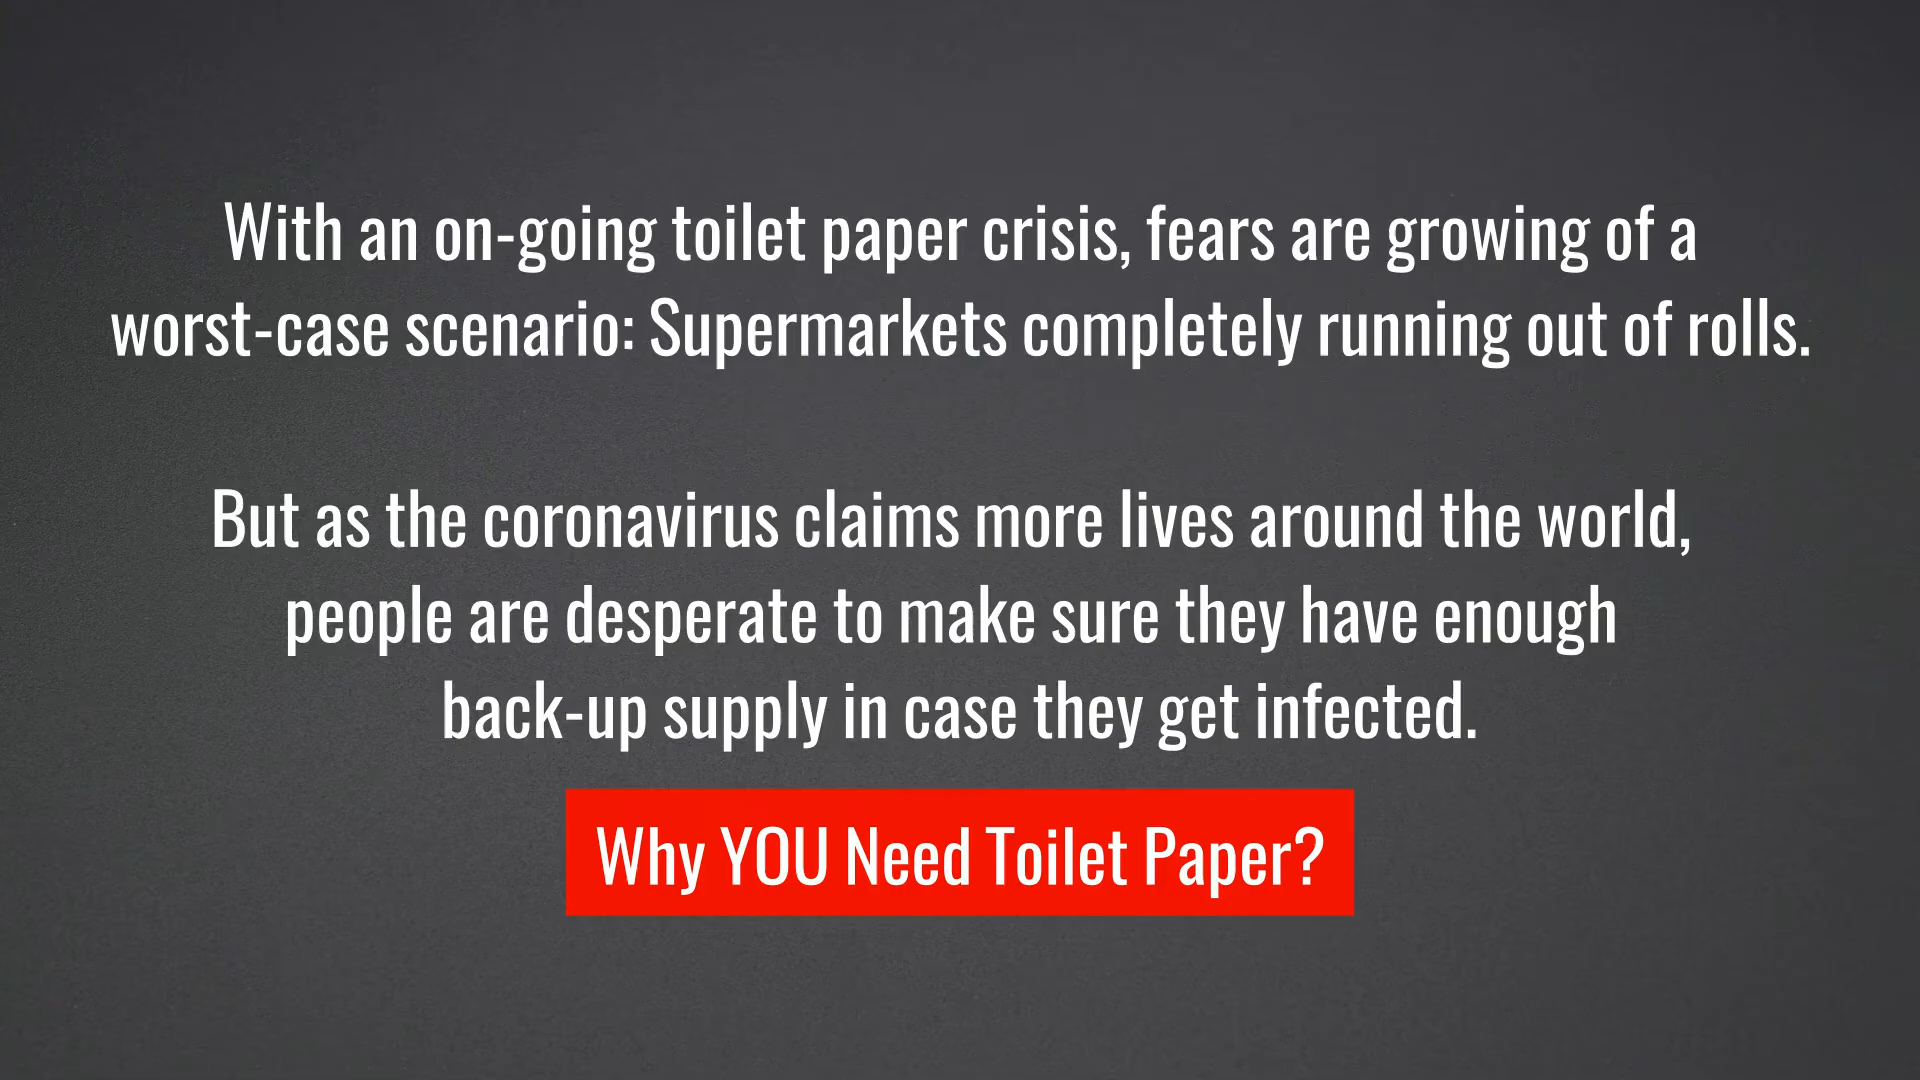 With an on-going toilet paper crisis, fears are growing of a
worst-case scenario: Supermarkets completely running out of rolls.
But as the coronavirus claims more lives around the world,
people are desperate to make sure they have enough
back-up supply in case they get infected.
Why YOU Need Toilet Paper?